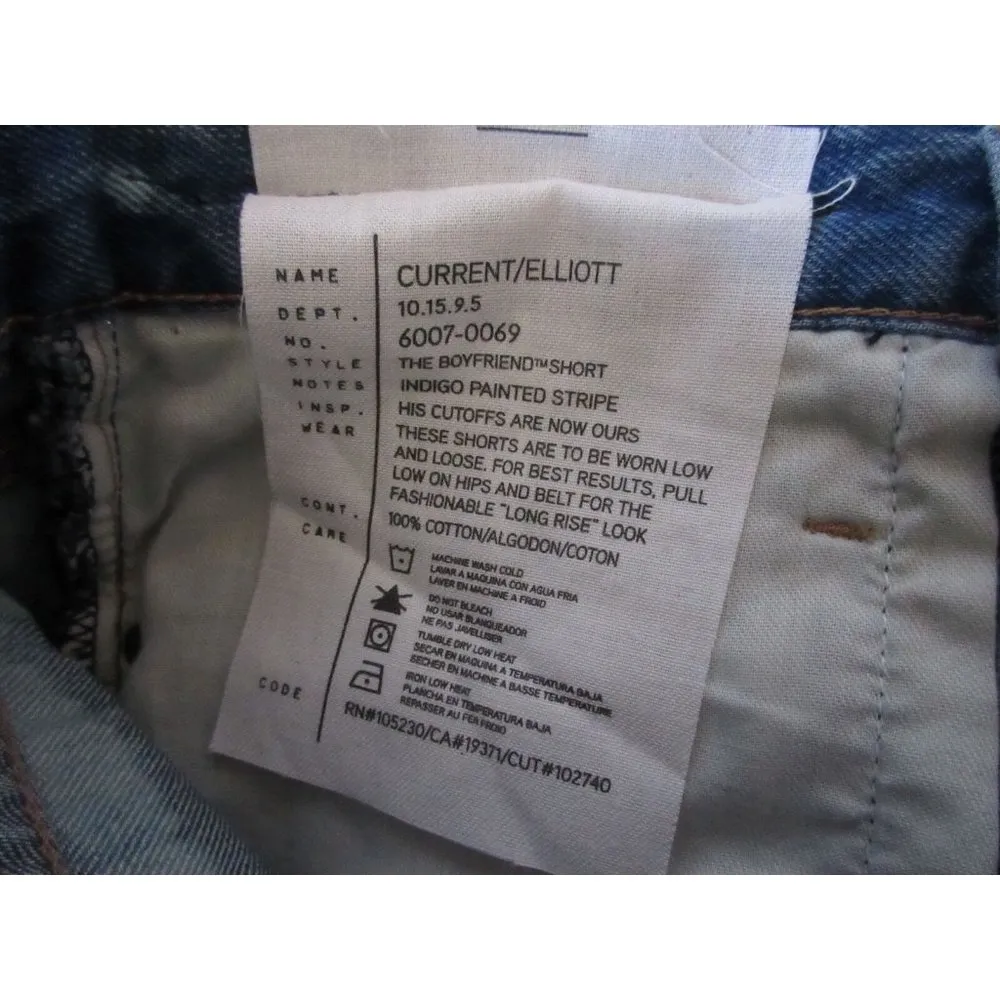 NAME CURRENT/ELLIOTT
DEPT. 10.15.9.5
NO. 6007-0069
STYLE THE BOYFRIEND™SHORT
NOTES INDIGO PAINTED STRIPE
INSP. HIS CUTOFFS ARE NOW OURS
WEAR THESE SHORTS ARE TO BE WORN LOW
AND LOOSE. FOR BEST RESULTS, PULL
LOW ON HIPS AND BELT FOR THE
FASHIONABLE "LONG RISE" LOOK
CONT. 100% COTTON/ALGODON/COTON
CARE
MACHINE WASH COLD
LAVAR A MAQUINA CON AGUA FRIA
LAVER EN MACHINE A FROID
DO NOT BLEACH
NO USAR BLANQUEADOR
NE PAS JAVELLISER
TUMBLE DRY LOW HEAT
SECAR EN MAQUINA A TEMPERATURA BAJA
SECHER EN MACHINE A BASSE TEMPERATURE
IRON LOW HEAT
PLANCHA EN TEMPERATURA BAJA
REPASSER AU FER FROID
CODE RN#105230/CA#19371/CUT#102740